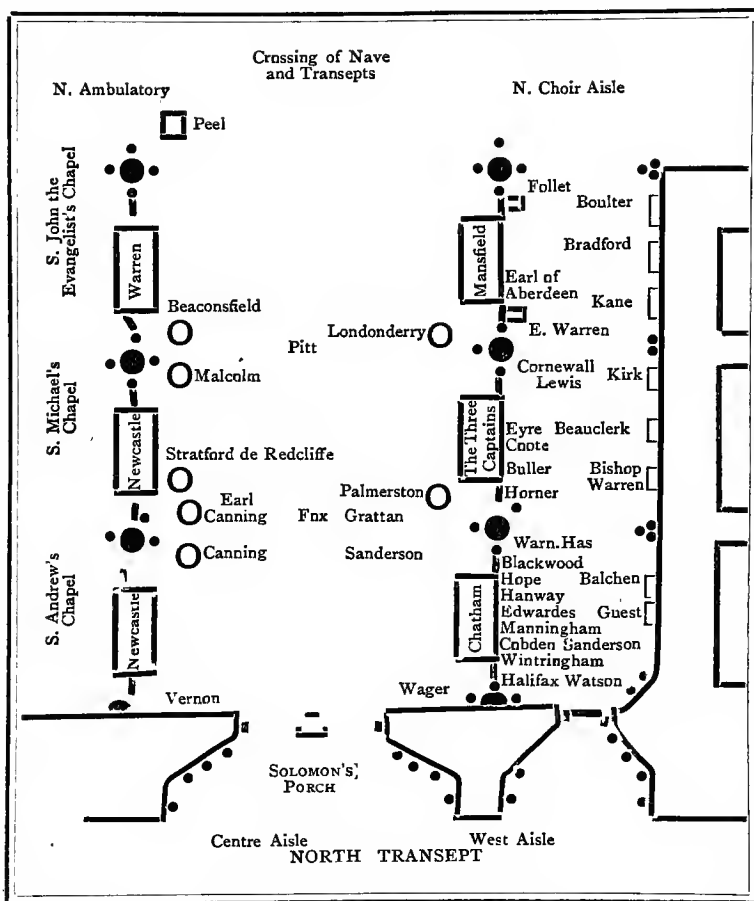 Crossing of Nave
and Transepts
N. Ambulatory
N. Choir Aisle
Peel
S. John the
Evangelist's Chapel
Warren
Follet
Boulter
Mansfield
Bradford
Earl of
Aberdeen
Kane
Beaconsfield
Londonderry
E. Warren
Pitt
S. Michael's
Chapel
Malcolm
Cornewall
Lewis
Kirk
Newcastle
The Three
Captains
Eyre
Coote
Beauclerk
Stratford de Redcliffe
Buller
Bishop
Warren
Palmerston
Horner
Earl
Canning
Fox
Grattan
Canning
Sanderson
Warn.Has
S. Andrew's
Chapel
Newcastle
Chatham
Blackwood
Hope
Balchen
Hanway
Edwardes
Guest
Manningham
Cobden Sanderson
Wintringham
Halifax Watson
Vernon
Wager
SOLOMON'S
PORCH
Centre Aisle
West Aisle
NORTH TRANSEPT